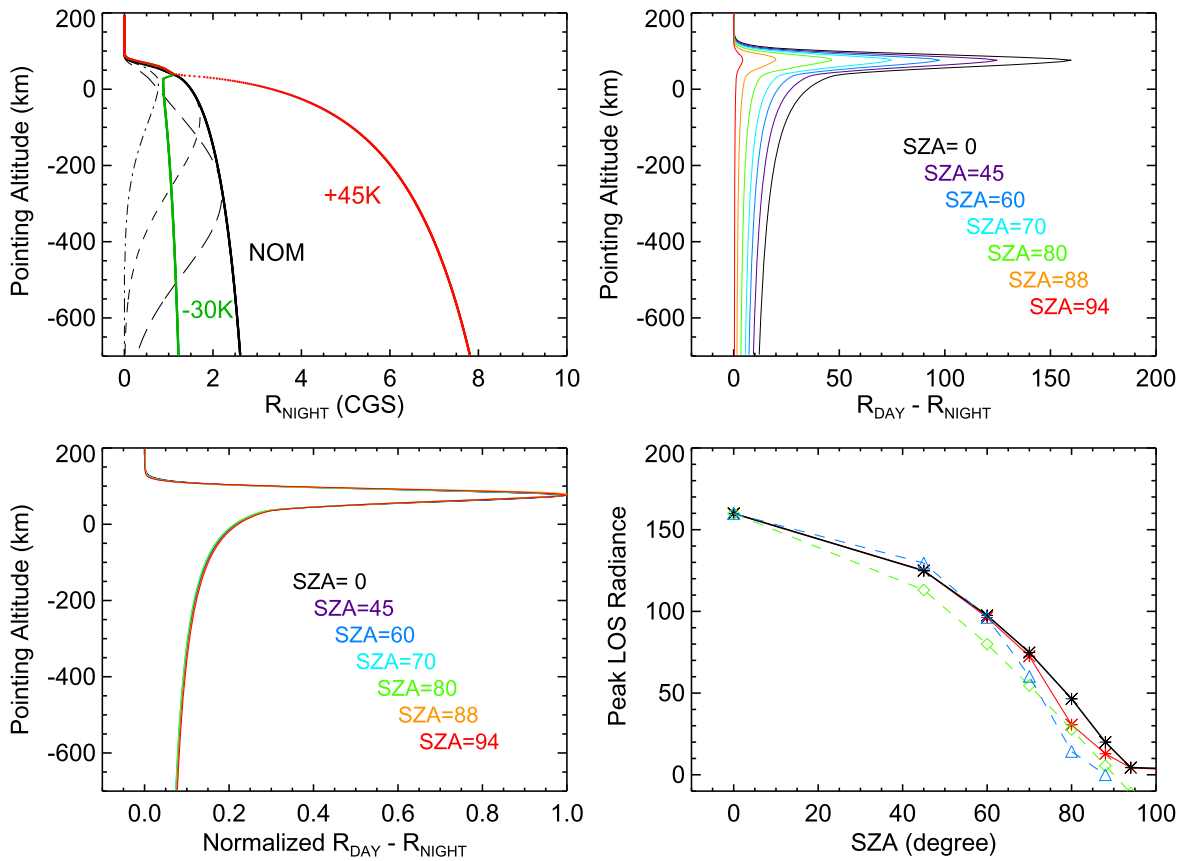 200
0
-200
-400
-600
Pointing Altitude (km)
0 2 4 6 8 10
R_NIGHT (CGS)
+45K
NOM
-30K
200
0
-200
-400
-600
Pointing Altitude (km)
0 50 100 150 200
R_DAY - R_NIGHT
SZA= 0
SZA=45
SZA=60
SZA=70
SZA=80
SZA=88
SZA=94
200
0
-200
-400
-600
Pointing Altitude (km)
0.0 0.2 0.4 0.6 0.8 1.0
Normalized R_DAY - R_NIGHT
SZA= 0
SZA=45
SZA=60
SZA=70
SZA=80
SZA=88
SZA=94
200
150
100
50
0
Peak LOS Radiance
0 20 40 60 80 100
SZA (degree)